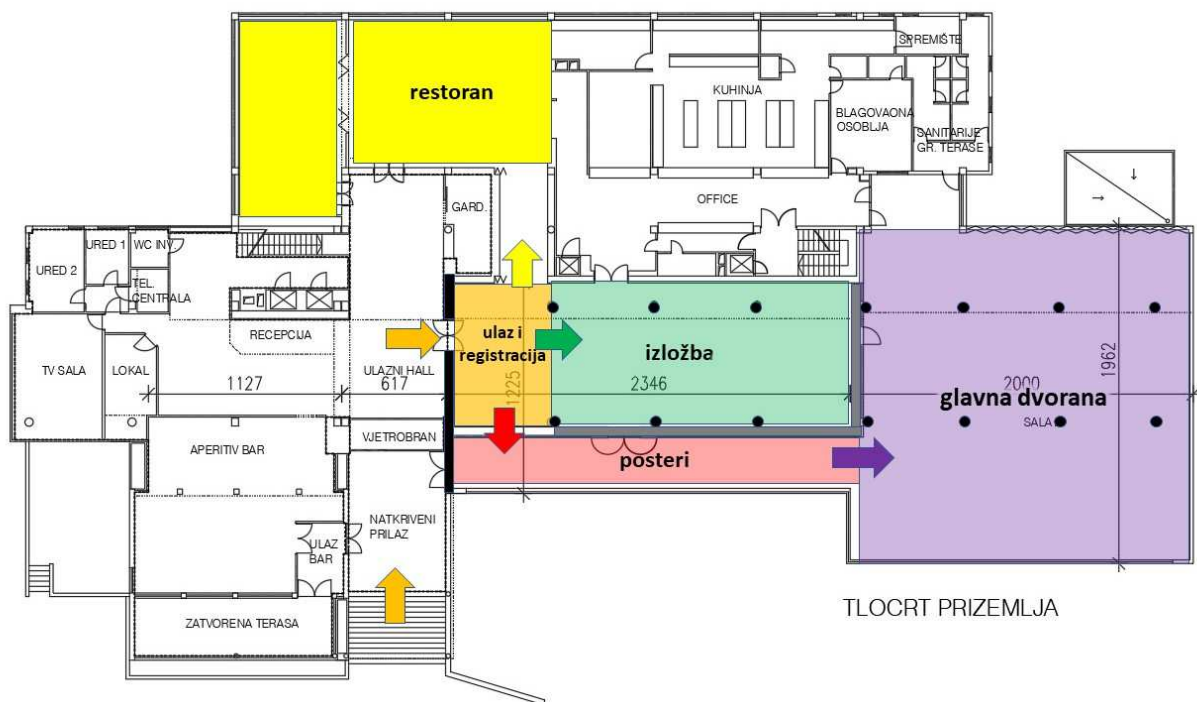 restoran
KUHINJA
SPREMIŠTE
BLAGOVAONA
OSOBLJA
SANITARIJE
GR. TERASE
OFFICE
GARD.
URED 2
URED 1
WC INV.
TEL.
CENTRALA
RECEPCIJA
TV SALA
LOKAL
1127
617
ULAZNI HALL
ulaz i
registracija
1225
izložba
2346
2000
1962
glavna dvorana
SALA
VJETROBRAN
APERITIV BAR
posteri
NATKRIVENI
PRILAZ
ULAZ
BAR
ZATVORENA TERASA
TLOCRT PRIZEMLJA